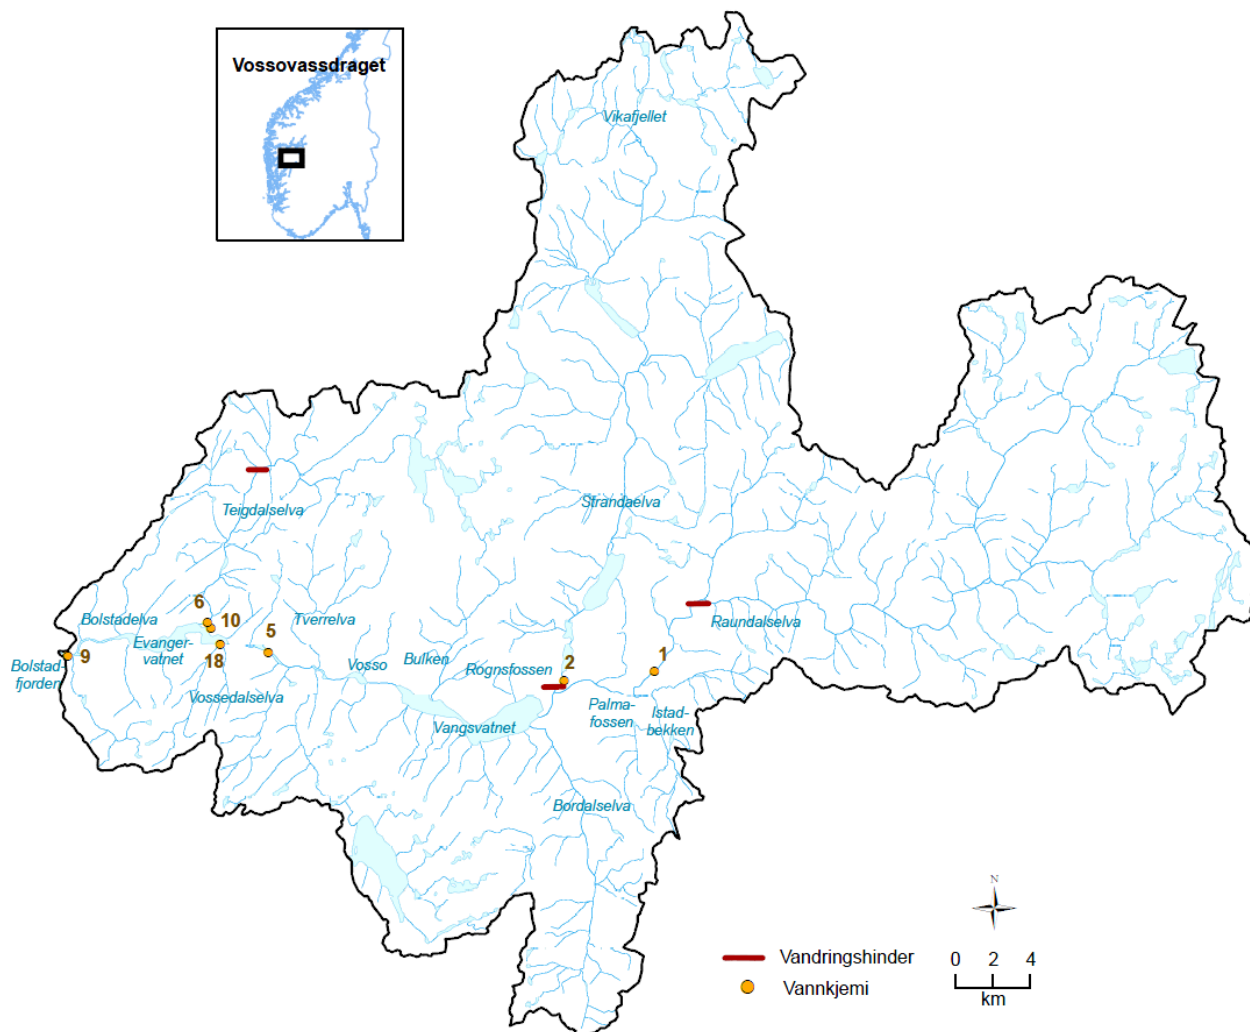 Vossovassdraget
Vikafjellet
Strandaelva
Teigdalselva
6
10
Bolstadelva
Tverrelva
5
Raundalselva
Evanger-
vatnet
18
9
Bolstad-
fjorden
Vosso
Bulken
Rognsfossen
2
1
Vossedalselva
Vangsvatnet
Palma-
fossen
Istad-
bekken
Bordalselva
N
Vandringshinder
Vannkjemi
0 2 4
km